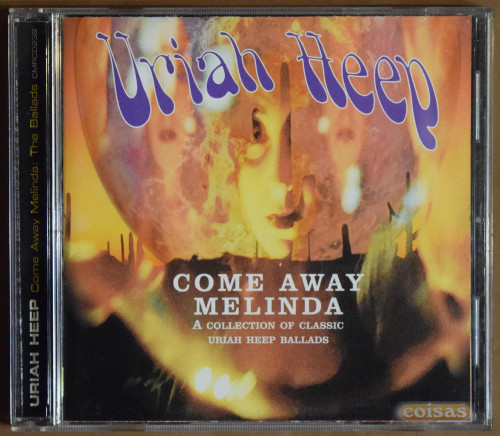 Uriah Heep
COME AWAY
MELINDA
A COLLECTION OF CLASSIC
URIAH HEEP BALLADS
URIAH HEEP Come Away Melinda: The Ballads CMRCD236
coisas